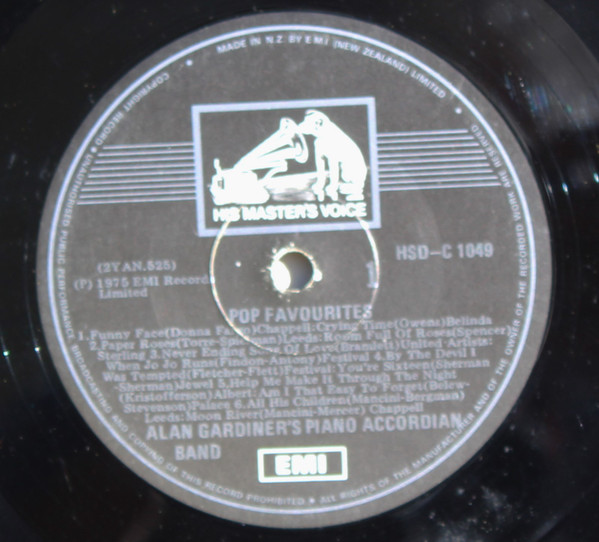 MADE IN N.Z. BY EMI (NEW ZEALAND) LIMITED
COPYRIGHT RECORD • UNAUTHORISED PUBLIC PERFORMANCE BROADCASTING AND COPYING OF THIS RECORD PROHIBITED • ALL RIGHTS OF THE MANUFACTURER AND OF THE OWNER OF THE RECORDED WORK ARE RESERVED
HIS MASTER'S VOICE
(2YAN.525)
HSD-C 1049
(P) 1975 EMI Records
1
Limited
POP FAVOURITES
1.Funny Face(Donna Fargo)Chappell:Crying Time(Owens)Belinda
2.Paper Roses(Torre-Spielman)Leeds:Room Full Of Roses(Spencer)
Sterling 3.Never Ending Song Of Love(Bramlett)United Artists:
When Jo Jo Runs(Findon Antony)Festival 4.By The Devil I
Was Tempted(Fletcher-Flett)Festival:You're Sixteen(Sherman
-Sherman)Jewel 5.Help Me Make It Through The Night
(Kristofferson)Albert:Am I That Easy To Forget(Belew-
Stevenson)Palace 6.All His Children(Mancini-Bergman)
Leeds:Moon River(Mancini-Mercer) Chappell
ALAN GARDINER'S PIANO ACCORDIAN
BAND
EMI